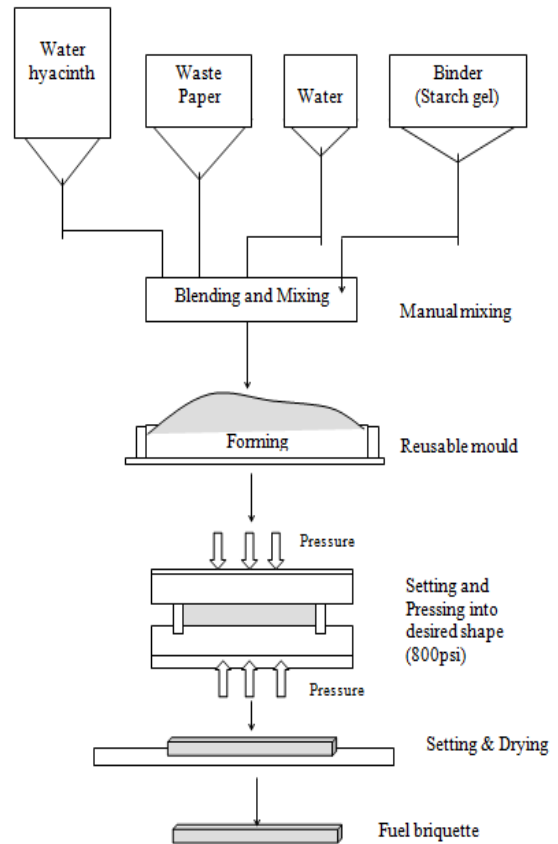 Water
hyacinth
Waste
Paper
Water
Binder
(Starch gel)
Blending and Mixing
Manual mixing
Forming
Reusable mould
Pressure
Setting and
Pressing into
desired shape
(800psi)
Pressure
Setting & Drying
Fuel briquette